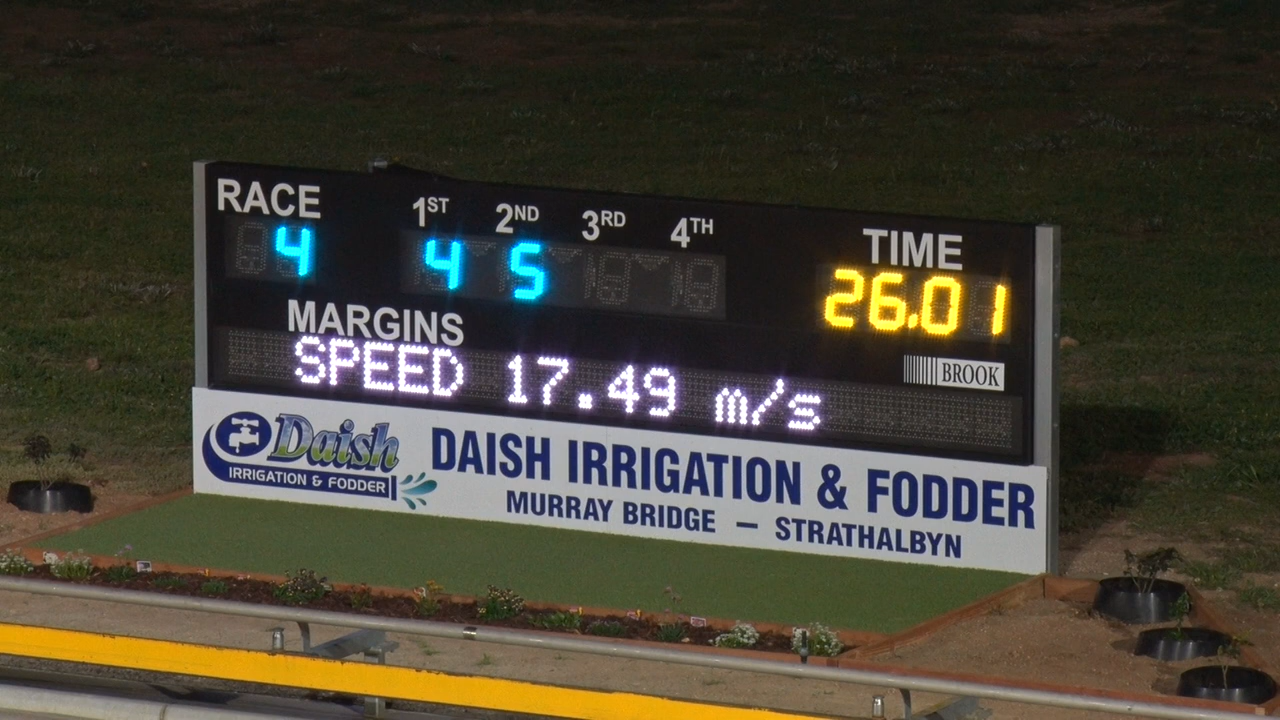 RACE 1ST 2ND 3RD 4TH TIME
4 4 5 26.01
MARGINS
BROOK
SPEED 17.49 m/s
Daish
IRRIGATION & FODDER
DAISH IRRIGATION & FODDER
MURRAY BRIDGE – STRATHALBYN